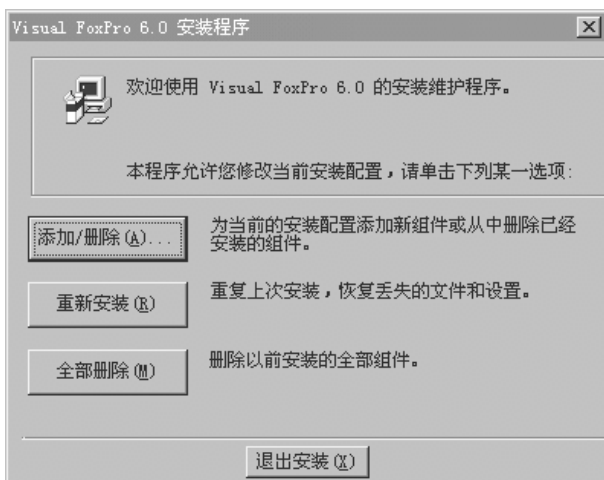 Visual FoxPro 6.0 安装程序
欢迎使用 Visual FoxPro 6.0 的安装维护程序。
本程序允许您修改当前安装配置，请单击下列某一选项:
添加/删除(A)...
为当前的安装配置添加新组件或从中删除已经
安装的组件。
重新安装(R)
重复上次安装，恢复丢失的文件和设置。
全部删除(M)
删除以前安装的全部组件。
退出安装(X)